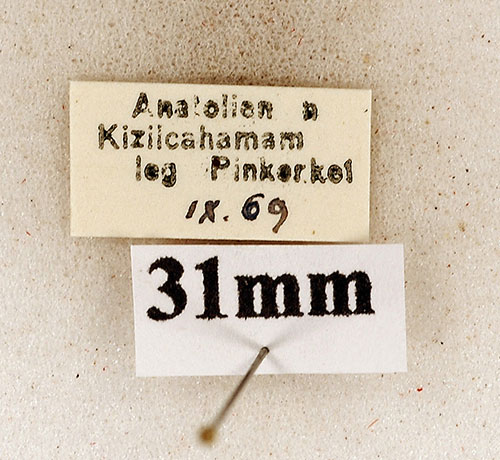 Anatolien n
Kizilcahamam
leg Pinkerkel
ix. 69
31mm